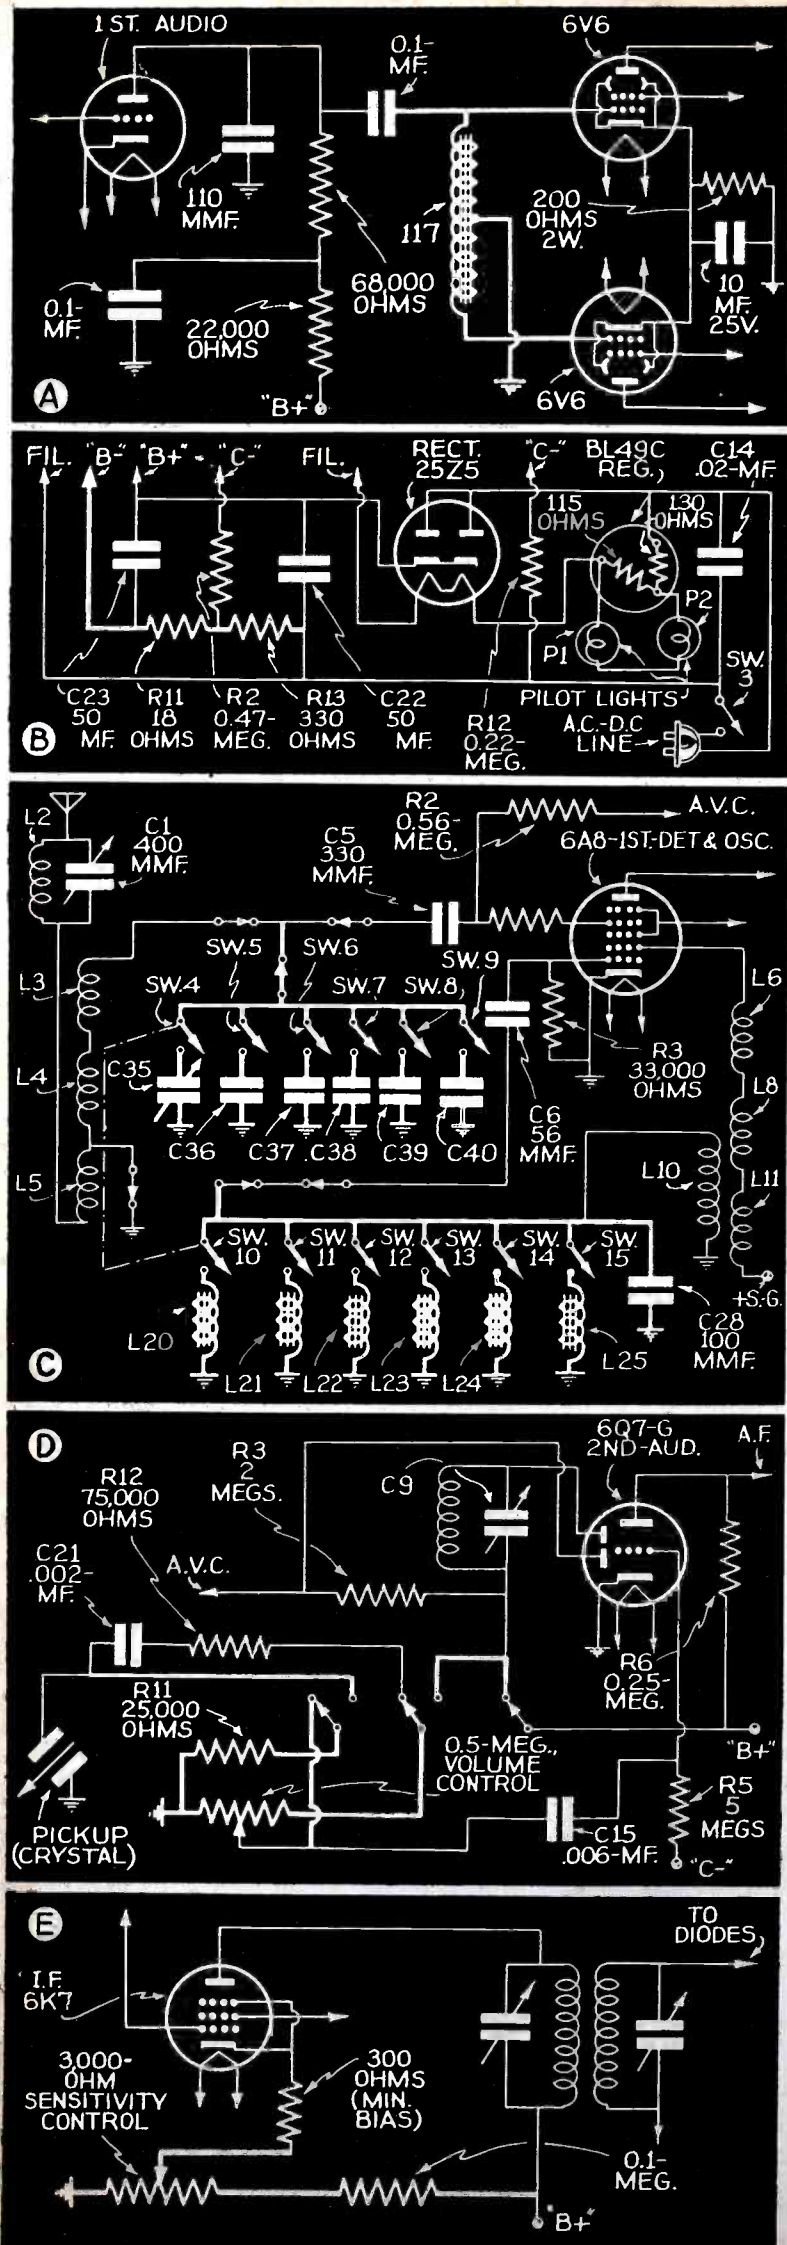 1ST. AUDIO
0.1-
MF.
6V6
110
MMF.
117
200
OHMS
2W.
68,000
OHMS
10
MF.
25V.
0.1-
MF.
22,000
OHMS
6V6
"B+"
A
FIL. "B-" "B+" "C-" FIL.
RECT.
25Z5
"C-"
BL49C
REG.,
C14
.02-MF.
115
OHMS
130
OHMS
P1
P2
SW.
3
PILOT LIGHTS
A.C.-D.C
LINE
C23
50
MF.
R11
18
OHMS
R2
0.47-
MEG.
R13
330
OHMS
C22
50
MF.
R12
0.22-
MEG.
B
L2
C1
400
MMF.
C5
330
MMF.
R2
0.56-
MEG.
A.V.C.
6A8-1ST.-DET & OSC.
L3
SW.5
SW.6
SW.4
SW.7
SW.8
SW.9
L6
L4
C35
R3
33,000
OHMS
L8
C36
C37
C38
C39
C40
C6
56
MMF.
L5
L10
L11
SW.
10
SW.
11
SW.
12
SW.
13
SW.
14
SW.
15
+S.G.
L20
L21
L22
L23
L24
L25
C28
100
MMF.
C
D
R12
75,000
OHMS
R3
2
MEGS.
C9
6Q7-G
2ND-AUD.
A.F.
C21
.002-
MF.
A.V.C.
R11
25,000
OHMS
R6
0.25-
MEG.
0.5-MEG.,
VOLUME
CONTROL
"B+"
PICKUP
(CRYSTAL)
C15
.006-MF.
R5
5
MEGS
"C-"
E
TO
DIODES
I.F.
6K7
3,000-
OHM
SENSITIVITY
CONTROL
300
OHMS
(MIN.
BIAS)
0.1-
MEG.
"B+"